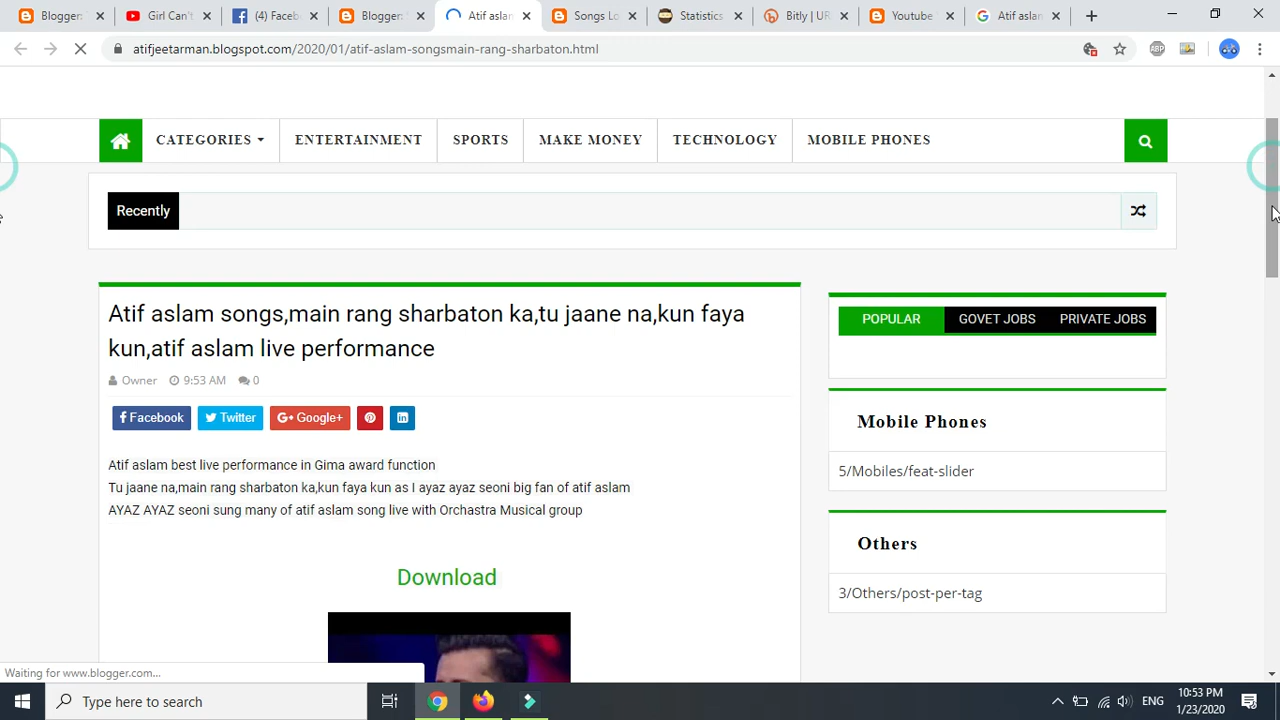 Blogger: Girl Can't (4) Faceb Blogger Atif aslan Songs Lo Statistics Bitly | UR Youtube Atif aslan
atifjeetarman.blogspot.com/2020/01/atif-aslam-songsmain-rang-sharbaton.html ABP
CATEGORIES ENTERTAINMENT SPORTS MAKE MONEY TECHNOLOGY MOBILE PHONES
Recently
Atif aslam songs,main rang sharbaton ka,tu jaane na,kun faya
kun,atif aslam live performance
Owner 9:53 AM 0
Facebook Twitter Google+
Atif aslam best live performance in Gima award function
Tu jaane na,main rang sharbaton ka,kun faya kun as I ayaz ayaz seoni big fan of atif aslam
AYAZ AYAZ seoni sung many of atif aslam song live with Orchastra Musical group
Download
POPULAR GOVET JOBS PRIVATE JOBS
Mobile Phones
5/Mobiles/feat-slider
Others
3/Others/post-per-tag
Waiting for www.blogger.com...
Type here to search
ENG
10:53 PM
1/23/2020